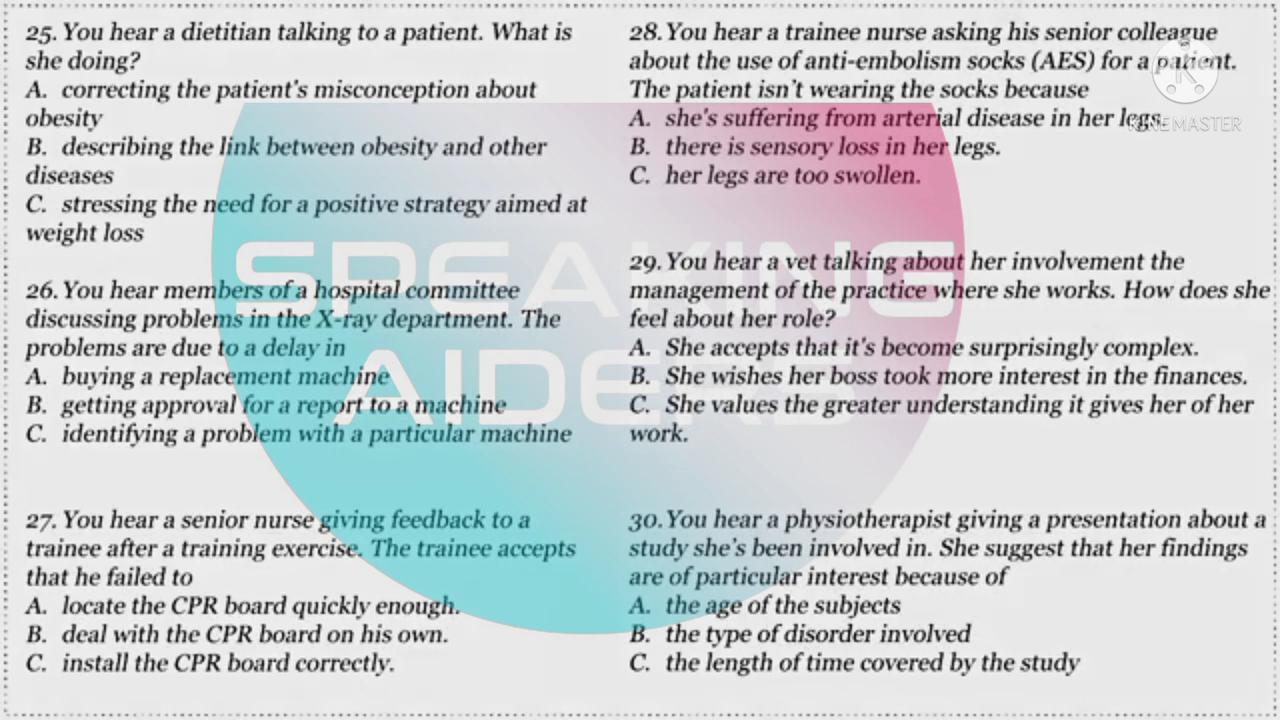 25. You hear a dietitian talking to a patient. What is
she doing?
A. correcting the patient's misconception about
obesity
B. describing the link between obesity and other
diseases
C. stressing the need for a positive strategy aimed at
weight loss
26. You hear members of a hospital committee
discussing problems in the X-ray department. The
problems are due to a delay in
A. buying a replacement machine
B. getting approval for a report to a machine
C. identifying a problem with a particular machine
27. You hear a senior nurse giving feedback to a
trainee after a training exercise. The trainee accepts
that he failed to
A. locate the CPR board quickly enough.
B. deal with the CPR board on his own.
C. install the CPR board correctly.
28. You hear a trainee nurse asking his senior colleague
about the use of anti-embolism socks (AES) for a patient.
The patient isn't wearing the socks because
A. she's suffering from arterial disease in her legs.
B. there is sensory loss in her legs.
C. her legs are too swollen.
29. You hear a vet talking about her involvement the
management of the practice where she works. How does she
feel about her role?
A. She accepts that it's become surprisingly complex.
B. She wishes her boss took more interest in the finances.
C. She values the greater understanding it gives her of her
work.
30. You hear a physiotherapist giving a presentation about a
study she's been involved in. She suggest that her findings
are of particular interest because of
A. the age of the subjects
B. the type of disorder involved
C. the length of time covered by the study
SPEAKING
AIDERS
K
KINEMASTER